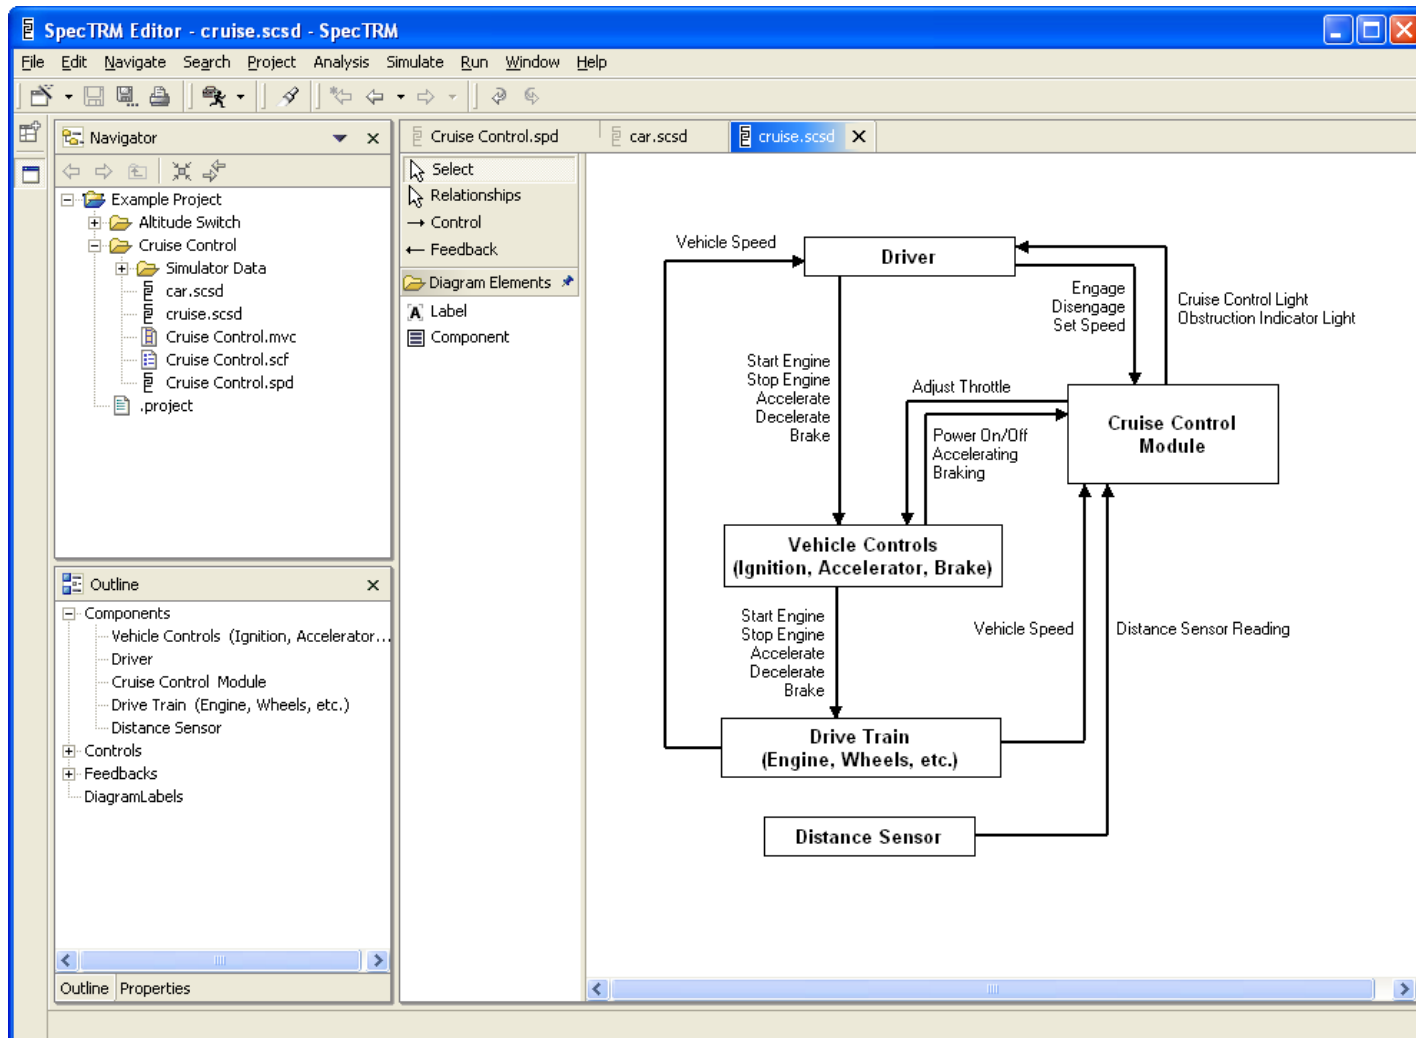 SpecTRM Editor - cruise.scsd - SpecTRM
File Edit Navigate Search Project Analysis Simulate Run Window Help
Navigator
Example Project
Altitude Switch
Cruise Control
Simulator Data
car.scsd
cruise.scsd
Cruise Control.mvc
Cruise Control.scf
Cruise Control.spd
.project
Outline
Components
Vehicle Controls (Ignition, Accelerator...
Driver
Cruise Control Module
Drive Train (Engine, Wheels, etc.)
Distance Sensor
Controls
Feedbacks
DiagramLabels
Outline Properties
Cruise Control.spd car.scsd cruise.scsd
Select
Relationships
Control
Feedback
Diagram Elements
A Label
Component
Vehicle Speed
Driver
Engage
Disengage
Set Speed
Cruise Control Light
Obstruction Indicator Light
Start Engine
Stop Engine
Accelerate
Decelerate
Brake
Adjust Throttle
Power On/Off
Accelerating
Braking
Cruise Control
Module
Vehicle Controls
(Ignition, Accelerator, Brake)
Start Engine
Stop Engine
Accelerate
Decelerate
Brake
Vehicle Speed
Distance Sensor Reading
Drive Train
(Engine, Wheels, etc.)
Distance Sensor